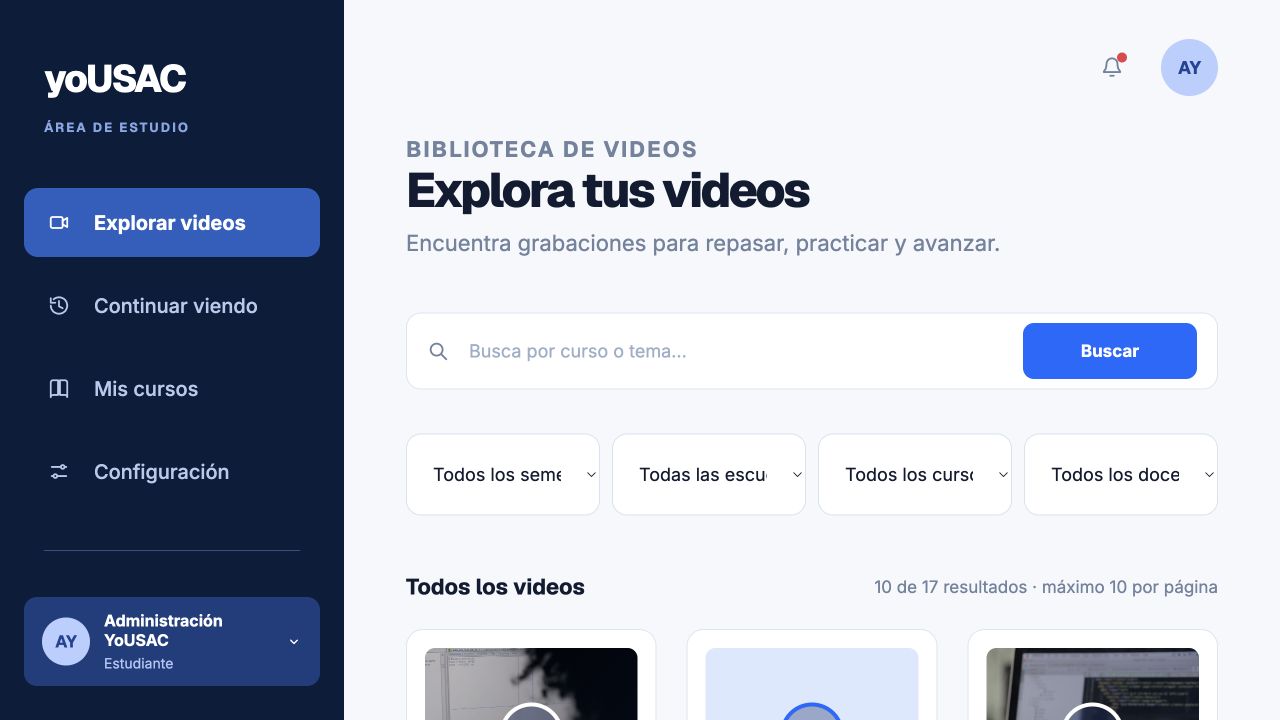 yoUSAC
ÁREA DE ESTUDIO
Explorar videos
Continuar viendo
Mis cursos
Configuración
AY
Administración
YoUSAC
Estudiante
AY
BIBLIOTECA DE VIDEOS
Explora tus videos
Encuentra grabaciones para repasar, practicar y avanzar.
Busca por curso o tema...
Buscar
Todos los seme
Todas las escu
Todos los curso
Todos los doce
Todos los videos
10 de 17 resultados · máximo 10 por página